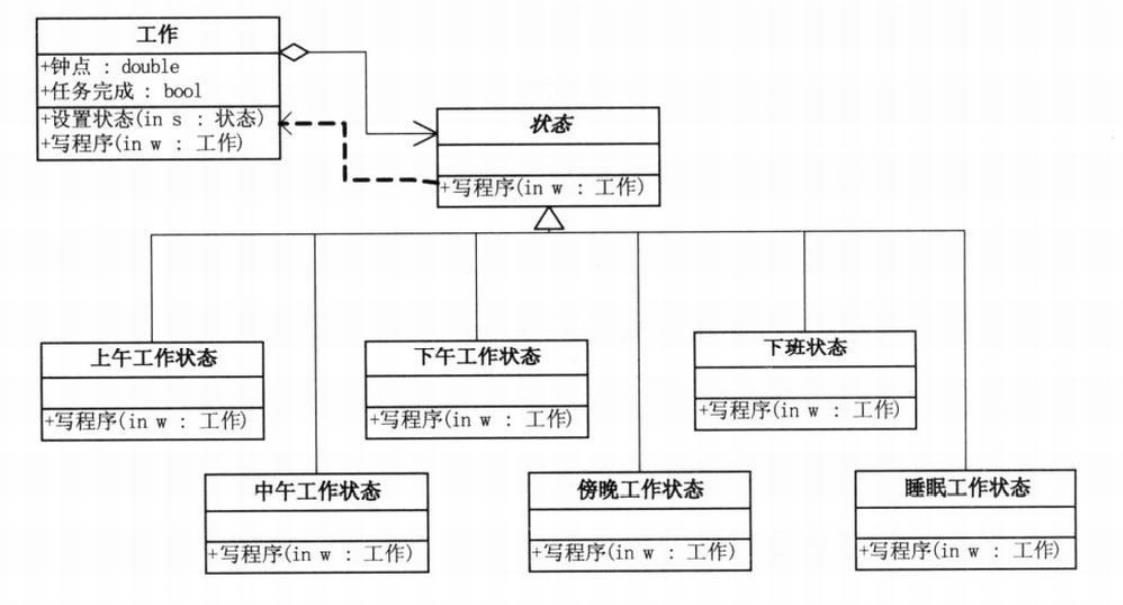 工作
+钟点 : double
+任务完成 : bool
+设置状态(in s : 状态)
+写程序(in w : 工作)
状态
+写程序(in w : 工作)
上午工作状态
+写程序(in w : 工作)
下午工作状态
+写程序(in w : 工作)
下班状态
+写程序(in w : 工作)
中午工作状态
+写程序(in w : 工作)
傍晚工作状态
+写程序(in w : 工作)
睡眠工作状态
+写程序(in w : 工作)